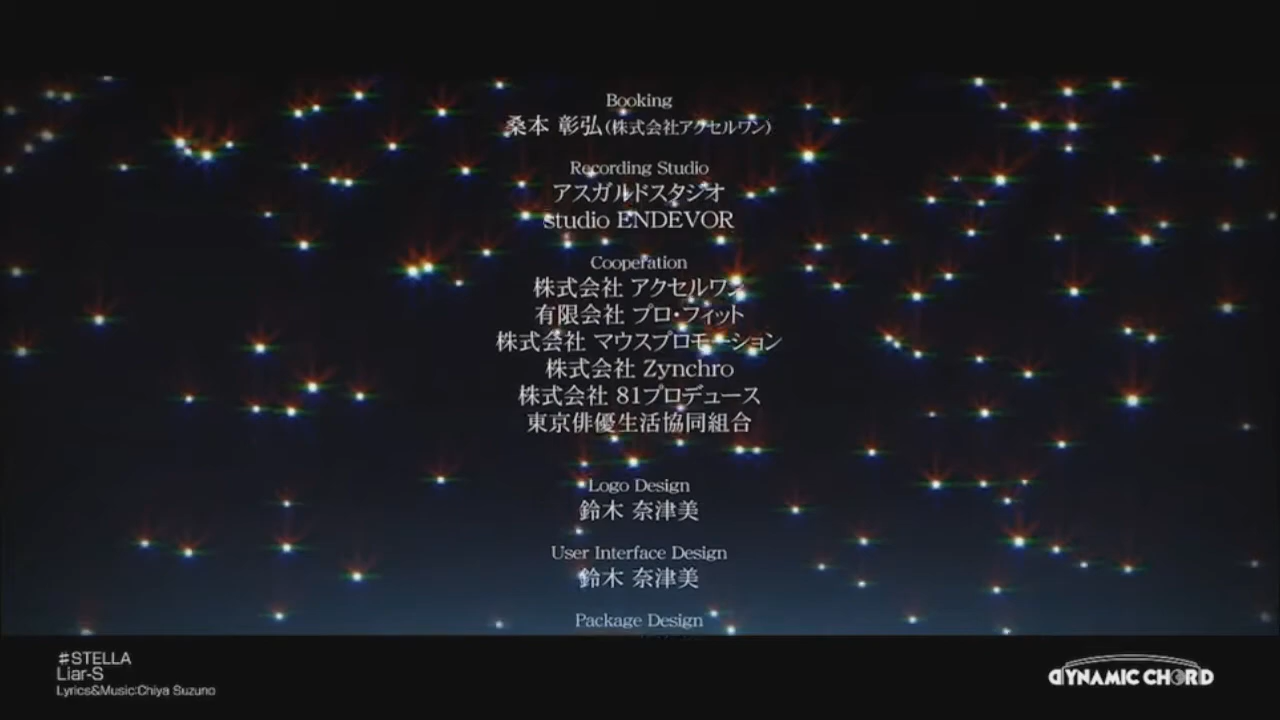 Booking
桑本 彰弘(株式会社アクセルワン)
Recording Studio
アスガルドスタジオ
studio ENDEVOR
Cooperation
株式会社 アクセルワン
有限会社 プロ・フィット
株式会社 マウスプロモーション
株式会社 Zynchro
株式会社 81プロデュース
東京俳優生活協同組合
Logo Design
鈴木 奈津美
User Interface Design
鈴木 奈津美
Package Design
#STELLA
Liar-S
Lyrics&Music:Chiya Suzuno
DYNAMIC CHORD